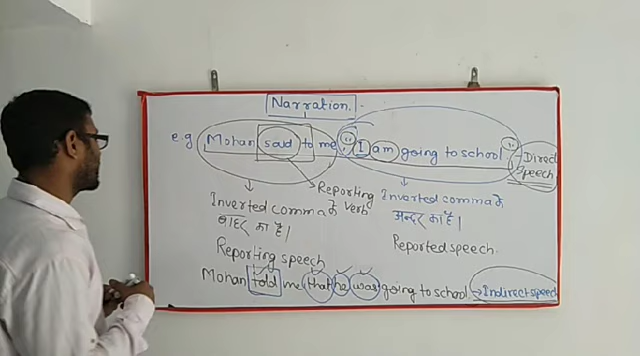 Narration.
e.g Mohan said to me, "I am going to school." Direct Speech.
Reporting Verb
Inverted comma के बाहर का है।
Inverted comma के अन्दर का है।
Reporting speech
Reported speech.
Mohan told me that he was going to school. → Indirect speech